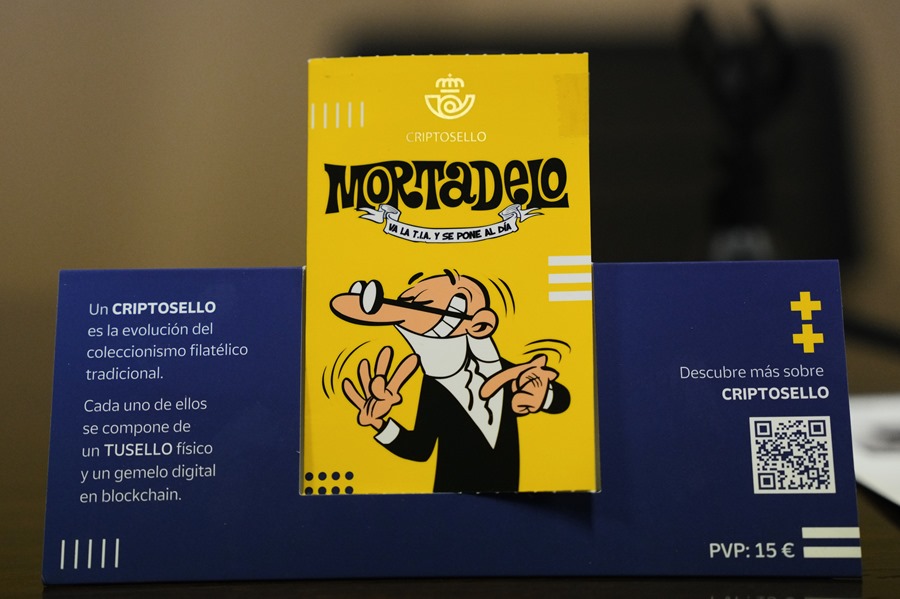 CRIPTOSELLO
MORTADELO
VA LA T.I.A. Y SE PONE AL DÍA
Un CRIPTOSELLO
es la evolución del
coleccionismo filatélico
tradicional.
Cada uno de ellos
se compone de
un TUSELLO físico
y un gemelo digital
en blockchain.
Descubre más sobre
CRIPTOSELLO
PVP: 15 €